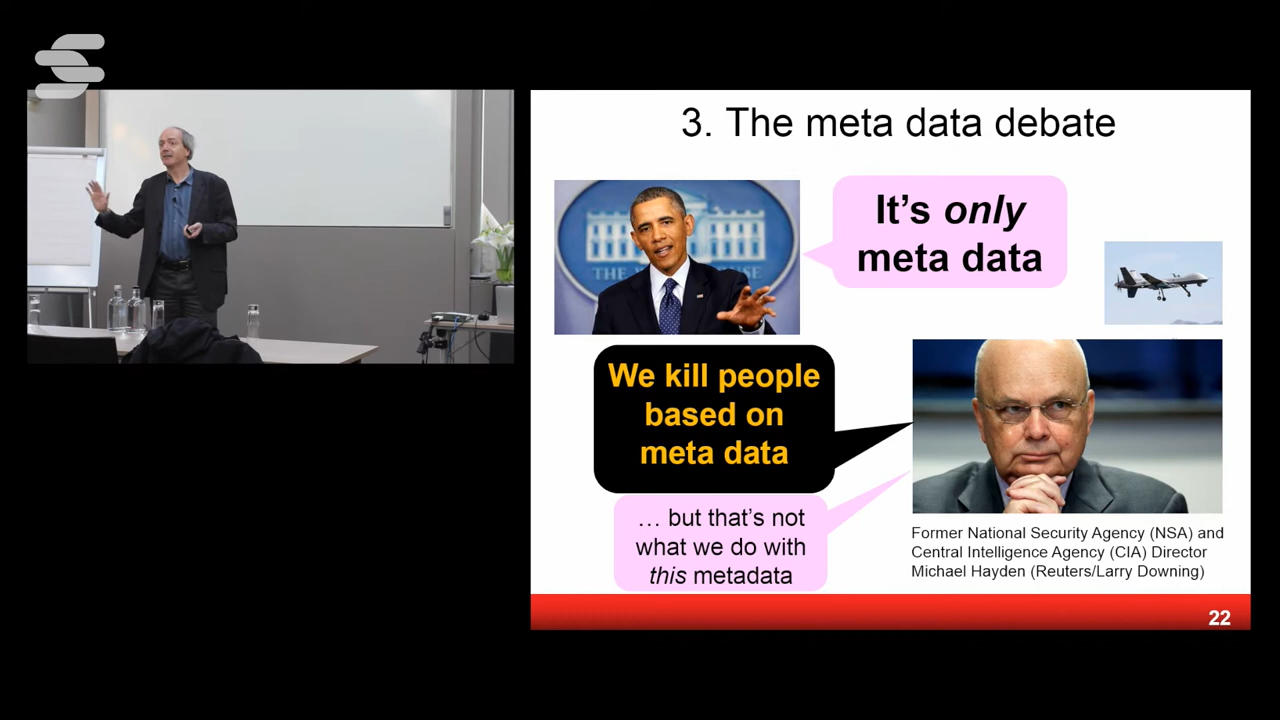 3. The meta data debate
It's only
meta data
THE W
SE
We kill people
based on
meta data
… but that's not
what we do with
this metadata
Former National Security Agency (NSA) and
Central Intelligence Agency (CIA) Director
Michael Hayden (Reuters/Larry Downing)
22